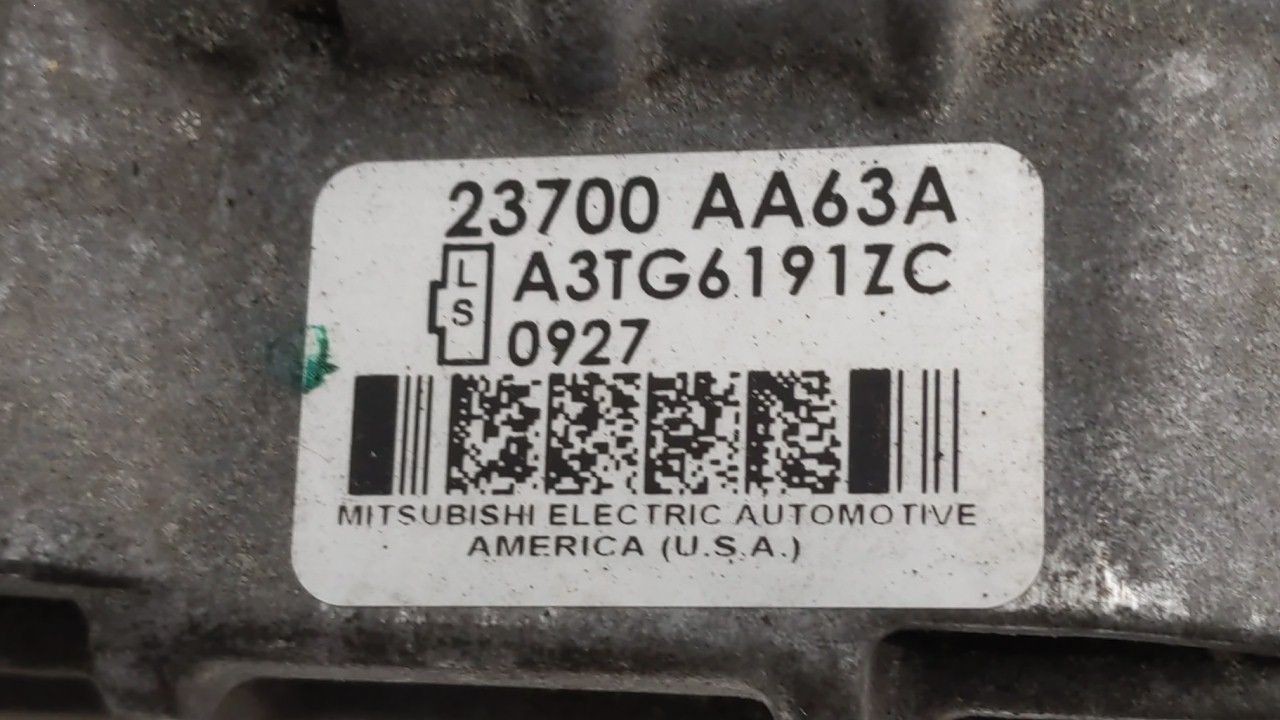 23700 AA63A
L
S
A3TG6191ZC
0927
MITSUBISHI ELECTRIC AUTOMOTIVE
AMERICA (U.S.A.)